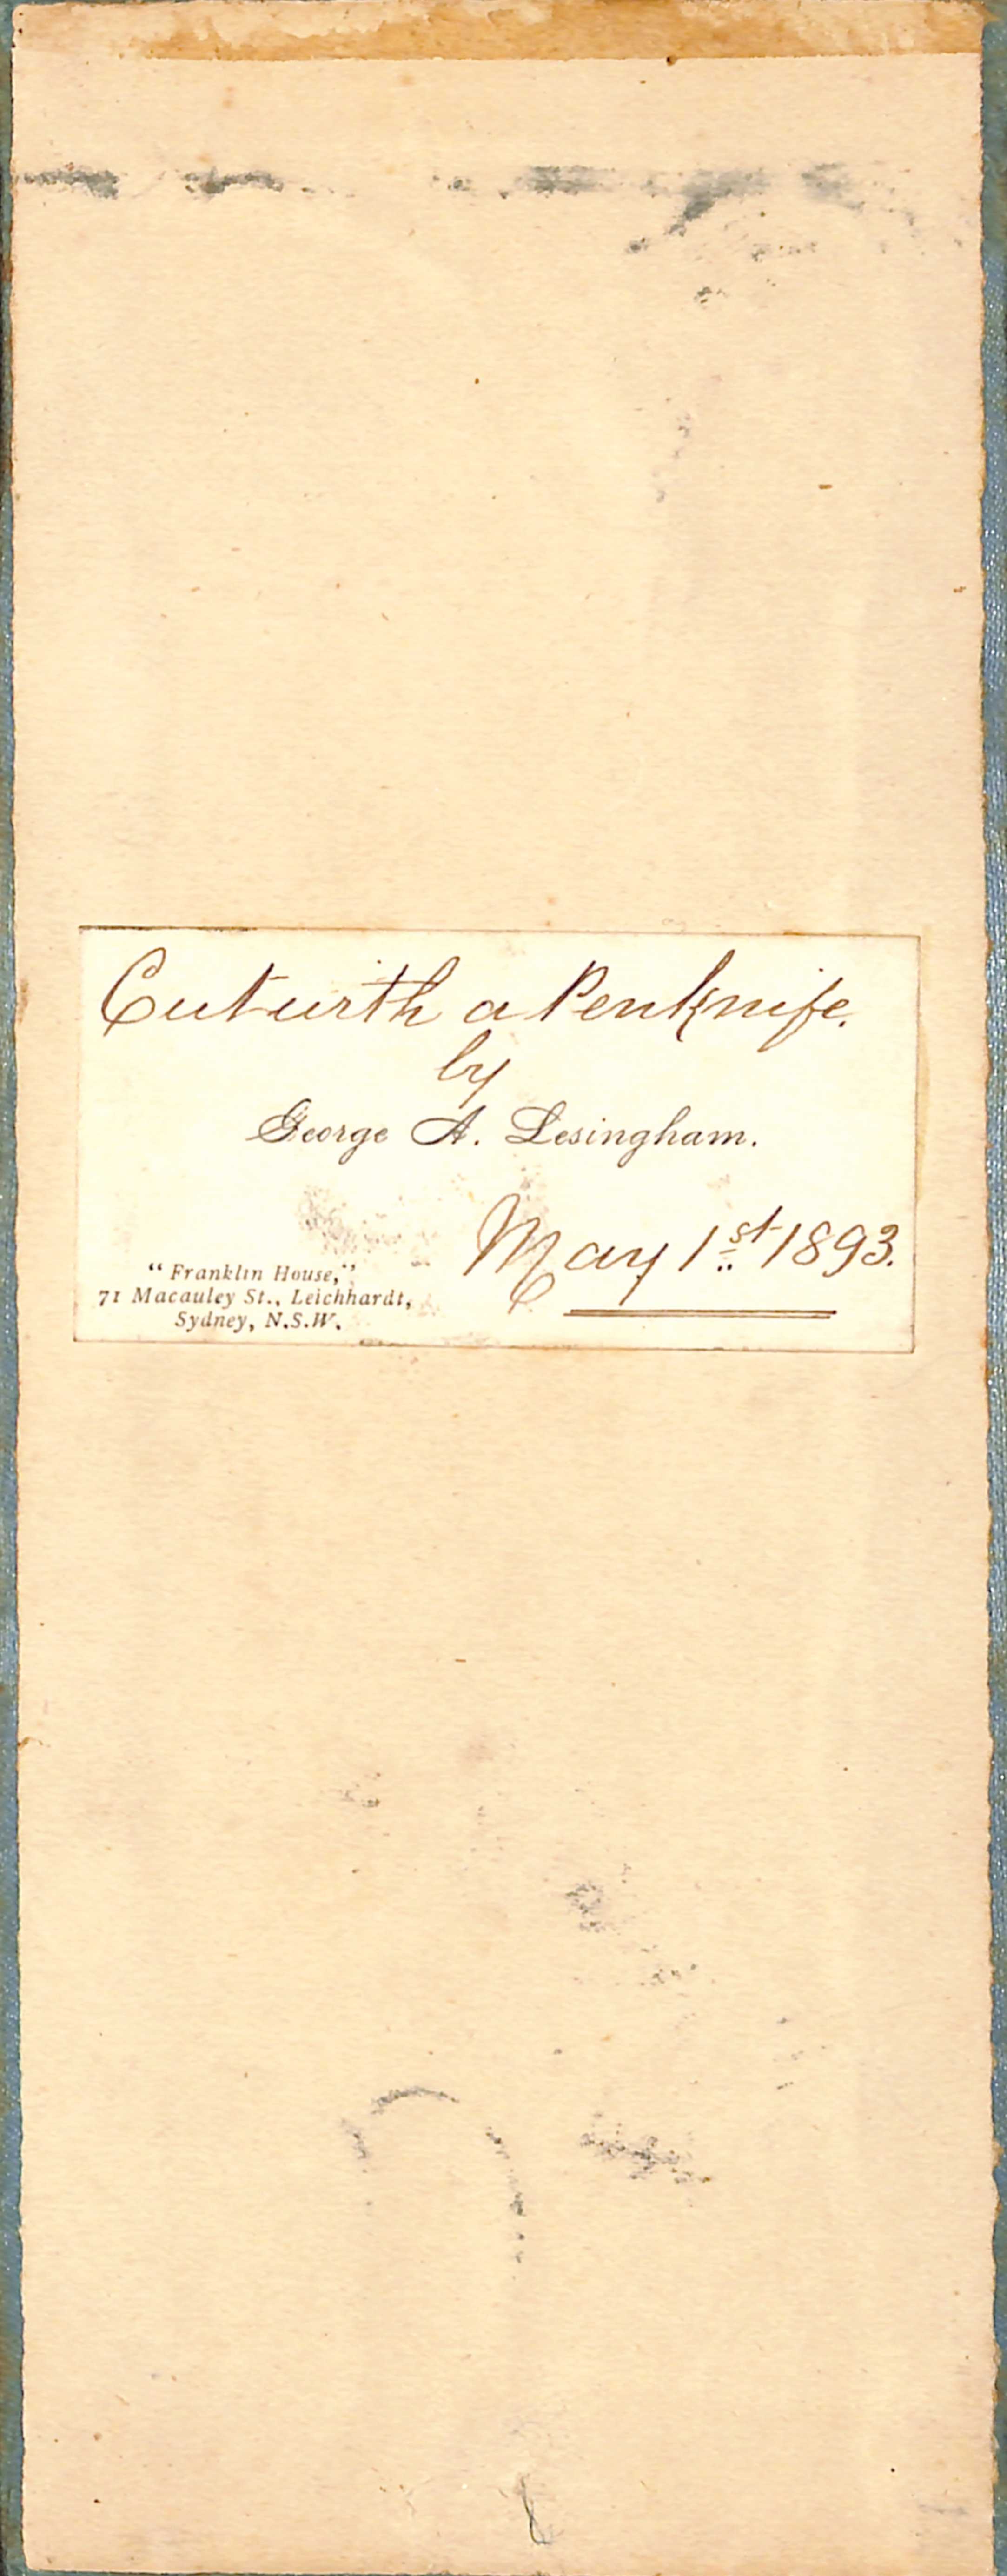 Cut with a Penknife.
by
George A. Lesingham.
May 1st 1893.
"Franklin House,"
71 Macauley St., Leichhardt,
Sydney, N.S.W.